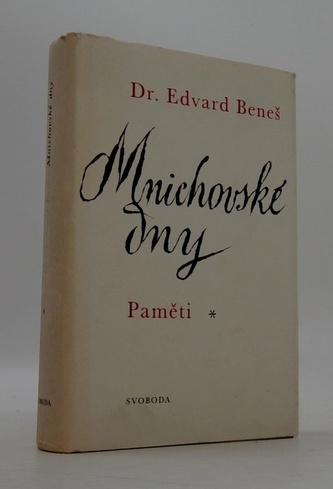 Dr. Edvard Beneš
Mnichovské
dny
Paměti *
SVOBODA
Mnichovské dny
*